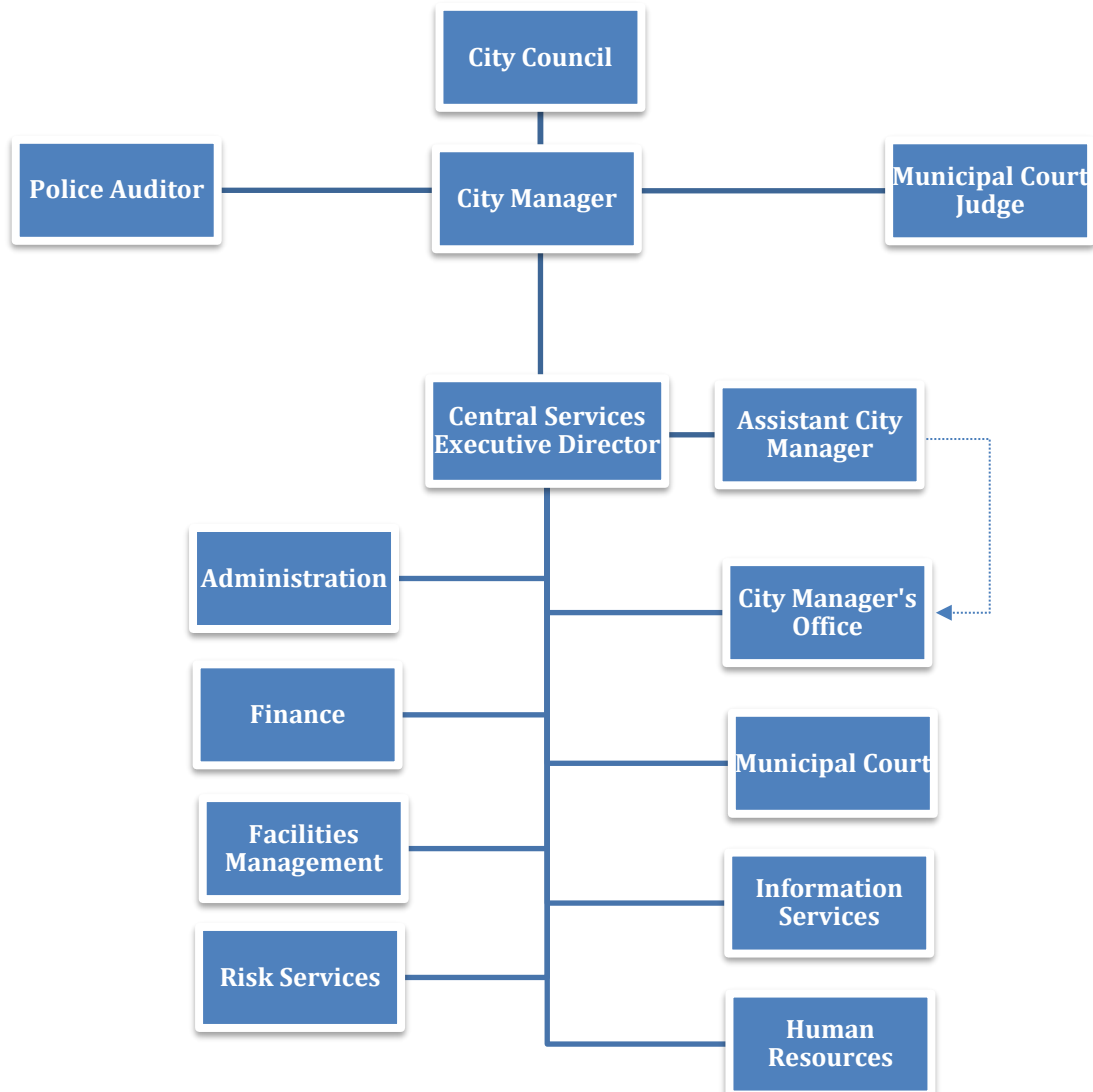 City Council
Police Auditor
City Manager
Municipal Court
Judge
Central Services
Executive Director
Assistant City
Manager
Administration
City Manager's
Office
Finance
Municipal Court
Facilities
Management
Information
Services
Risk Services
Human
Resources